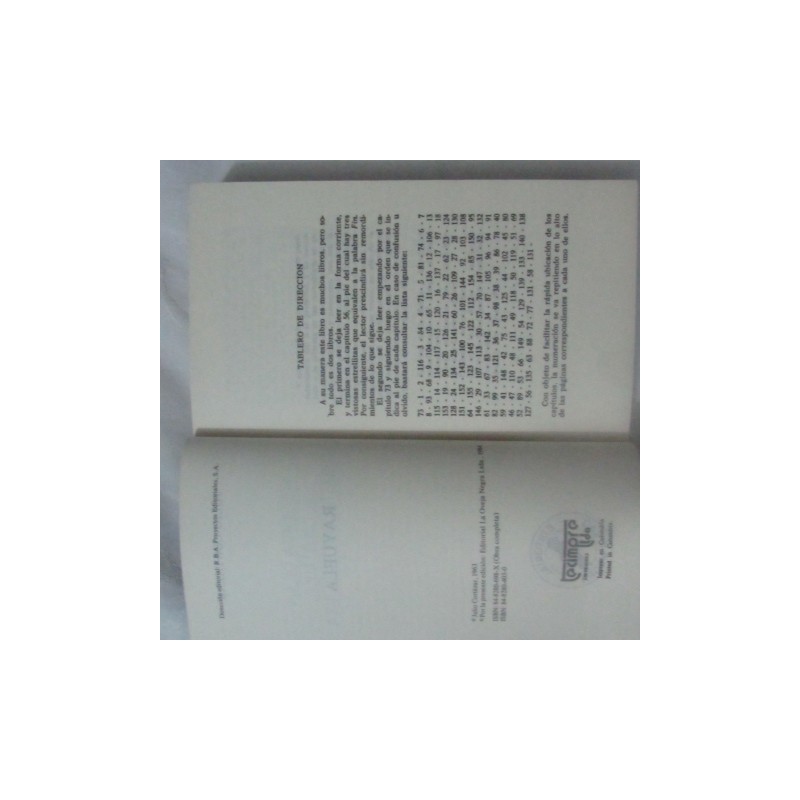 Dirección editorial: R.B.A. Proyectos Editoriales, S.A.
RAYUELA
© Julio Cortázar, 1963
© Por la presente edición: Editorial La Oveja Negra Ltda.
ISBN: (Obra completa)
ISBN:
Impreso en Colombia
Printed in Colombia
TABLERO DE DIRECCION
A su manera este libro es muchos libros, pero so-
bre todo es dos libros.
El primero se deja leer en la forma corriente,
y termina en el capítulo 56, al pie del cual hay tres
vistosas estrellitas que equivalen a la palabra Fin.
Por consiguiente, el lector prescindirá sin remordi-
mientos de lo que sigue.
El segundo se deja leer empezando por el ca-
pítulo 73 y siguiendo luego en el orden que se in-
dica al pie de cada capítulo. En caso de confusión u
olvido, bastará consultar la lista siguiente:
73 - 1 - 2 - 116 - 3 - 84 - 4 - 71 - 5 - 81 - 74 - 6 - 7
8 - 93 - 68 - 9 - 104 - 10 - 65 - 11 - 136 - 12 - 106 - 13
115 - 14 - 114 - 117 - 15 - 120 - 16 - 137 - 17 - 97 - 18
153 - 19 - 90 - 20 - 126 - 21 - 79 - 22 - 62 - 23 - 124
128 - 24 - 134 - 25 - 141 - 60 - 26 - 109 - 27 - 28 - 130
151 - 152 - 143 - 100 - 76 - 101 - 144 - 92 - 103 - 108
64 - 155 - 123 - 145 - 122 - 112 - 154 - 85 - 150 - 95
146 - 29 - 107 - 113 - 30 - 57 - 70 - 147 - 31 - 32 - 132
61 - 33 - 67 - 83 - 142 - 34 - 87 - 105 - 96 - 94 - 91
82 - 99 - 35 - 121 - 36 - 37 - 98 - 38 - 39 - 86 - 78 - 40
59 - 41 - 148 - 42 - 75 - 43 - 125 - 44 - 102 - 45 - 80
46 - 47 - 110 - 48 - 111 - 49 - 118 - 50 - 119 - 51 - 69
52 - 89 - 53 - 66 - 149 - 54 - 129 - 139 - 133 - 140 - 138
127 - 56 - 135 - 63 - 88 - 72 - 77 - 131 - 58 - 131 -
Con objeto de facilitar la rápida ubicación de los
capítulos, la numeración se va repitiendo en lo alto
de las páginas correspondientes a cada uno de ellos.